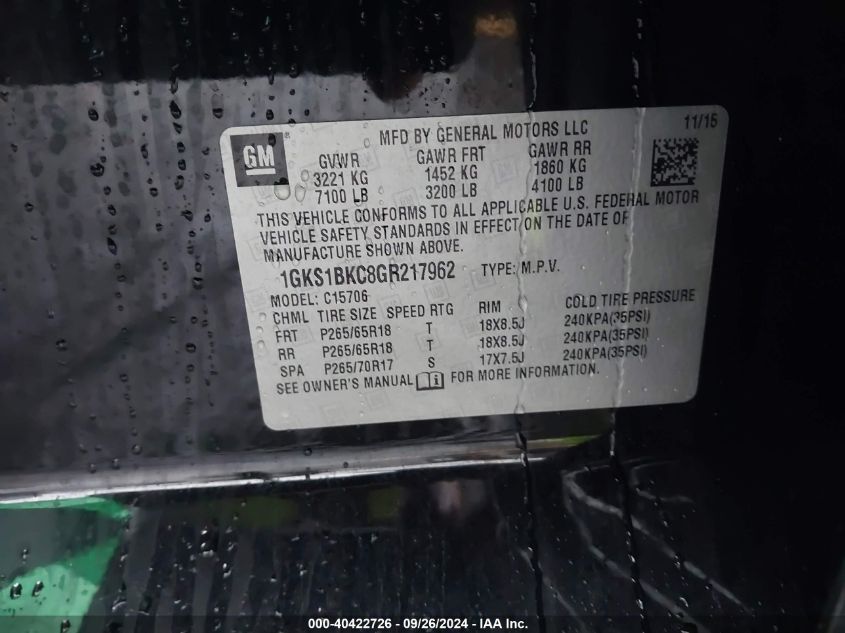 GM ®
MFD BY GENERAL MOTORS LLC 11/15
GVWR GAWR FRT GAWR RR
3221 KG 1452 KG 1860 KG
7100 LB 3200 LB 4100 LB
THIS VEHICLE CONFORMS TO ALL APPLICABLE U.S. FEDERAL MOTOR
VEHICLE SAFETY STANDARDS IN EFFECT ON THE DATE OF
MANUFACTURE SHOWN ABOVE.
1GKS1BKC8GR217962 TYPE: M.P.V.
MODEL: C15706
CHML TIRE SIZE SPEED RTG RIM COLD TIRE PRESSURE
FRT P265/65R18 T 18X8.5J 240KPA(35PSI)
RR P265/65R18 T 18X8.5J 240KPA(35PSI)
SPA P265/70R17 S 17X7.5J 240KPA(35PSI)
SEE OWNER'S MANUAL FOR MORE INFORMATION.
000-40422726 - 09/26/2024 - IAA Inc.